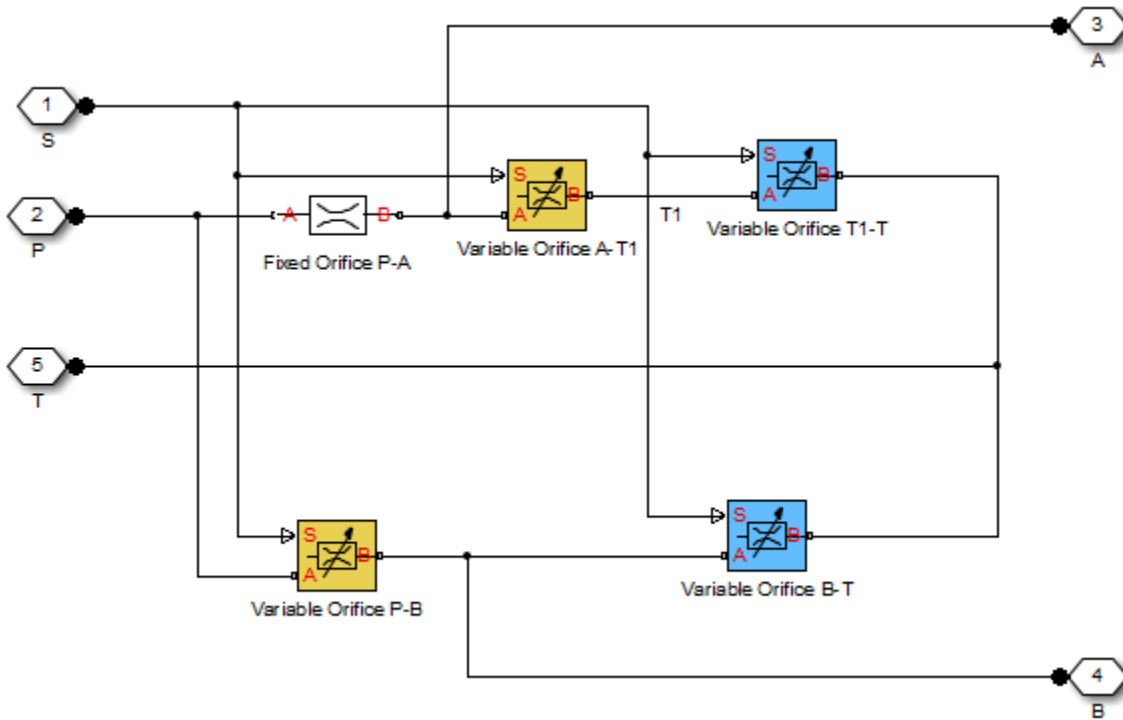 3
A
1
S
S
B
A
S
B
A
2
P
A
B
T1
Variable Orifice T1-T
Variable Orifice A-T1
Fixed Orifice P-A
5
T
S
B
A
S
B
A
Variable Orifice B-T
Variable Orifice P-B
4
B